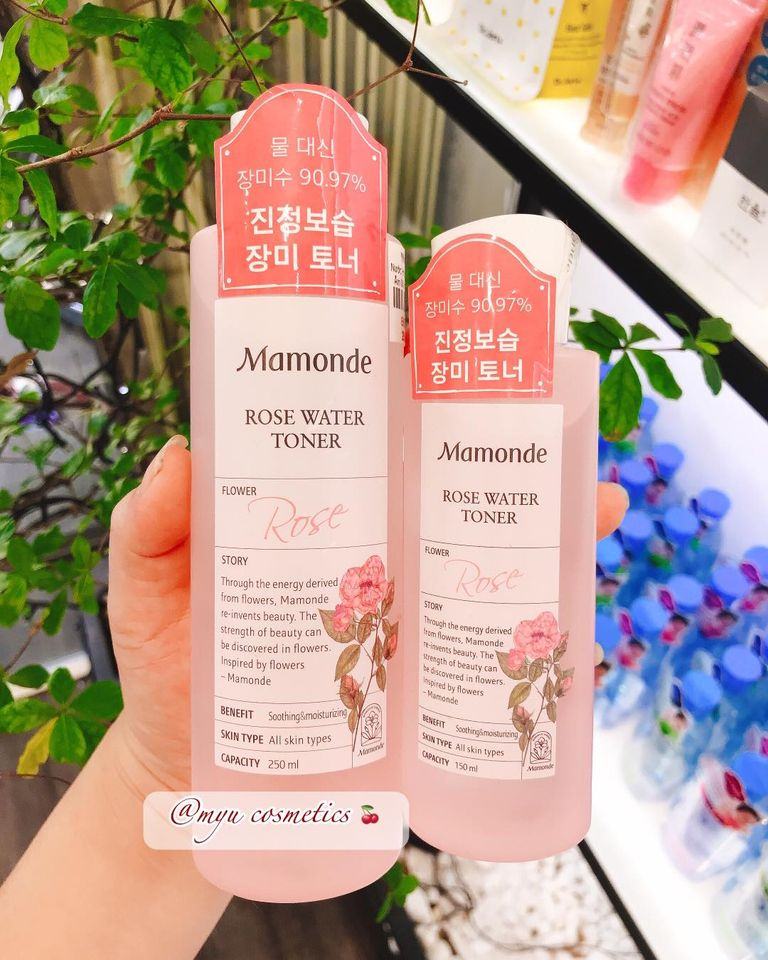 물 대신
장미수 90.97%
진정보습
장미 토너
Mamonde
ROSE WATER
TONER
FLOWER
Rose
STORY
Through the energy derived
from flowers, Mamonde
re-invents beauty. The
strength of beauty can
be discovered in flowers.
Inspired by flowers
– Mamonde
BENEFIT Soothing&moisturizing
SKIN TYPE All skin types
CAPACITY 250 ml
Mamonde
물 대신
장미수 90.97%
진정보습
장미 토너
Mamonde
ROSE WATER
TONER
FLOWER
Rose
STORY
Through the energy derived
from flowers, Mamonde
re-invents beauty. The
strength of beauty can
be discovered in flowers.
Inspired by flowers
– Mamonde
BENEFIT Soothing&moisturizing
SKIN TYPE All skin types
CAPACITY 150 ml
Mamonde
@myu cosmetics